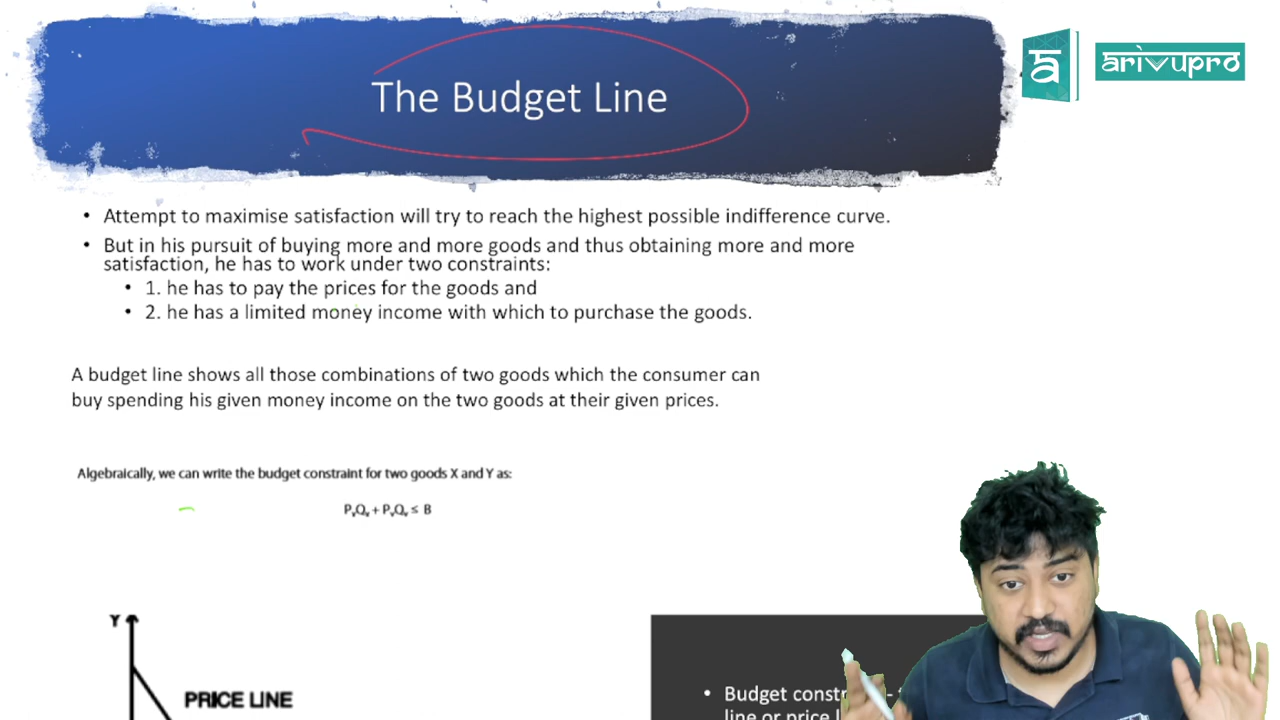 The Budget Line
arivupro
• Attempt to maximise satisfaction will try to reach the highest possible indifference curve.
• But in his pursuit of buying more and more goods and thus obtaining more and more
satisfaction, he has to work under two constraints:
• 1. he has to pay the prices for the goods and
• 2. he has a limited money income with which to purchase the goods.
A budget line shows all those combinations of two goods which the consumer can
buy spending his given money income on the two goods at their given prices.
Algebraically, we can write the budget constraint for two goods X and Y as:
PₓQₓ + PᵧQᵧ ≤ B
Y
PRICE LINE
• Budget
line or price